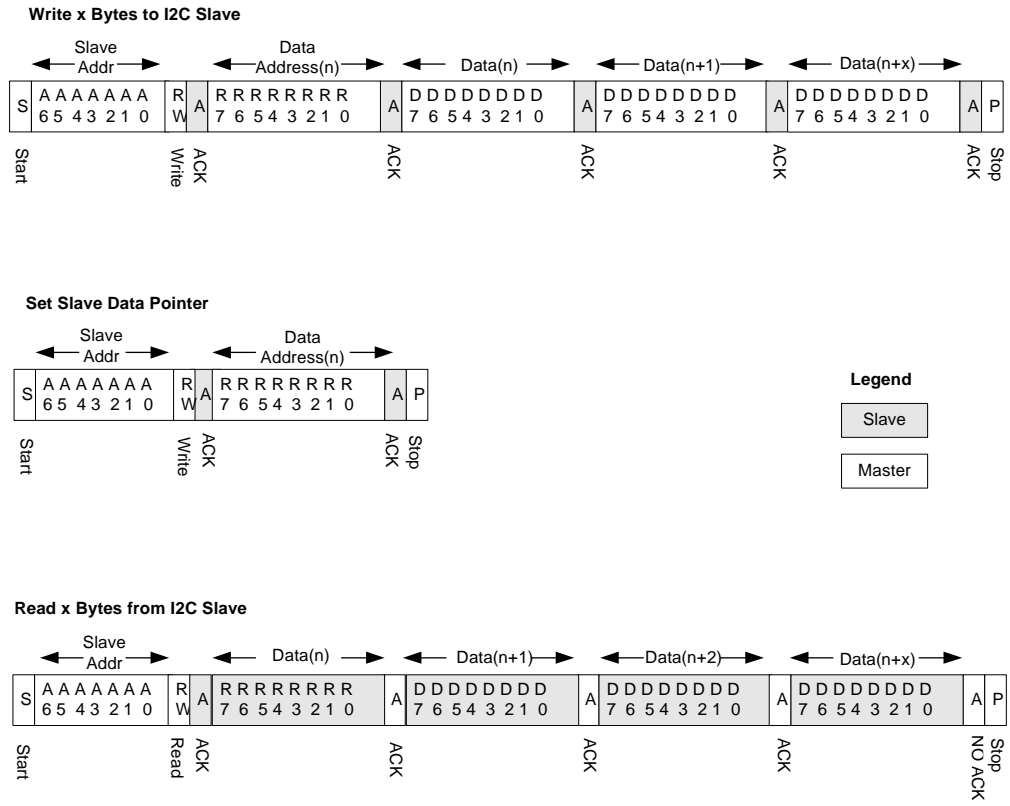 Write x Bytes to I2C Slave
Slave Addr
Data Address(n)
Data(n)
Data(n+1)
Data(n+x)
S A A A A A A A R A R R R R R R R R A D D D D D D D D A D D D D D D D D A D D D D D D D D A P
6 5 4 3 2 1 0 W 7 6 5 4 3 2 1 0 7 6 5 4 3 2 1 0 7 6 5 4 3 2 1 0 7 6 5 4 3 2 1 0
Start Write ACK ACK ACK ACK ACK Stop
Set Slave Data Pointer
Slave Addr
Data Address(n)
S A A A A A A A R A R R R R R R R R A P
6 5 4 3 2 1 0 W 7 6 5 4 3 2 1 0
Start Write ACK ACK Stop
Legend
Slave
Master
Read x Bytes from I2C Slave
Slave Addr
Data(n)
Data(n+1)
Data(n+2)
Data(n+x)
S A A A A A A A R A R R R R R R R R A D D D D D D D D A D D D D D D D D A D D D D D D D D A P
6 5 4 3 2 1 0 W 7 6 5 4 3 2 1 0 7 6 5 4 3 2 1 0 7 6 5 4 3 2 1 0 7 6 5 4 3 2 1 0
Start Read ACK ACK ACK ACK NO ACK Stop